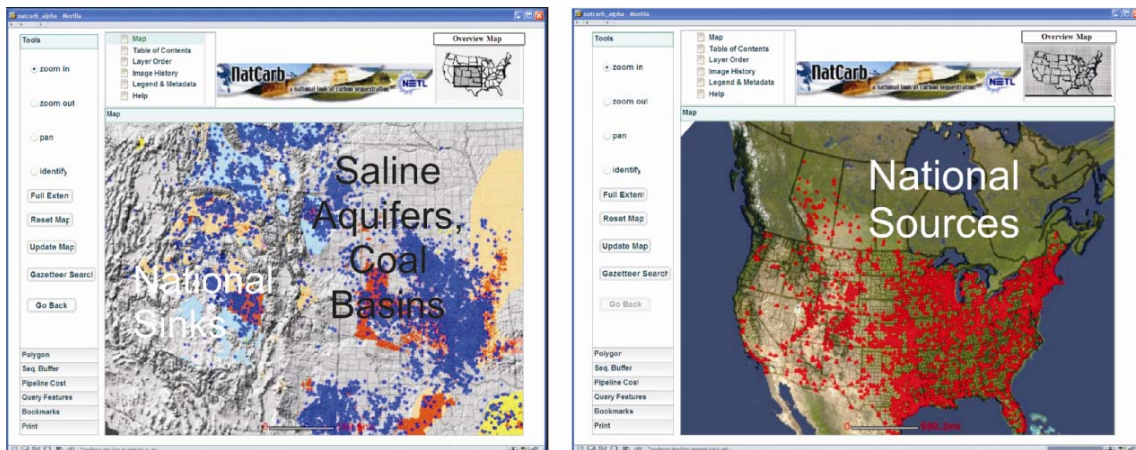 natcarb_alpha - Mozilla
Tools
zoom in
zoom out
pan
identify
Full Exten
Reset Map
Update Map
Gazetteer Searcl
Go Back
Polygon
Seq. Buffer
Pipeline Cost
Query Features
Bookmarks
Print
Map
Table of Contents
Layer Order
Image History
Legend & Metadata
Help
NatCarb
a national look at carbon sequestration
NETL
Overview Map
Map
Saline
Aquifers,
Coal
Basins
National
Sinks
0
natcarb_alpha - Mozilla
Tools
zoom in
zoom out
pan
identify
Full Extent
Reset Map
Update Map
Gazetteer Search
Go Back
Polygon
Seq. Buffer
Pipeline Cost
Query Features
Bookmarks
Print
Map
Table of Contents
Layer Order
Image History
Legend & Metadata
Help
NatCarb
a national look at carbon sequestration
NETL
Overview Map
Map
National
Sources
0